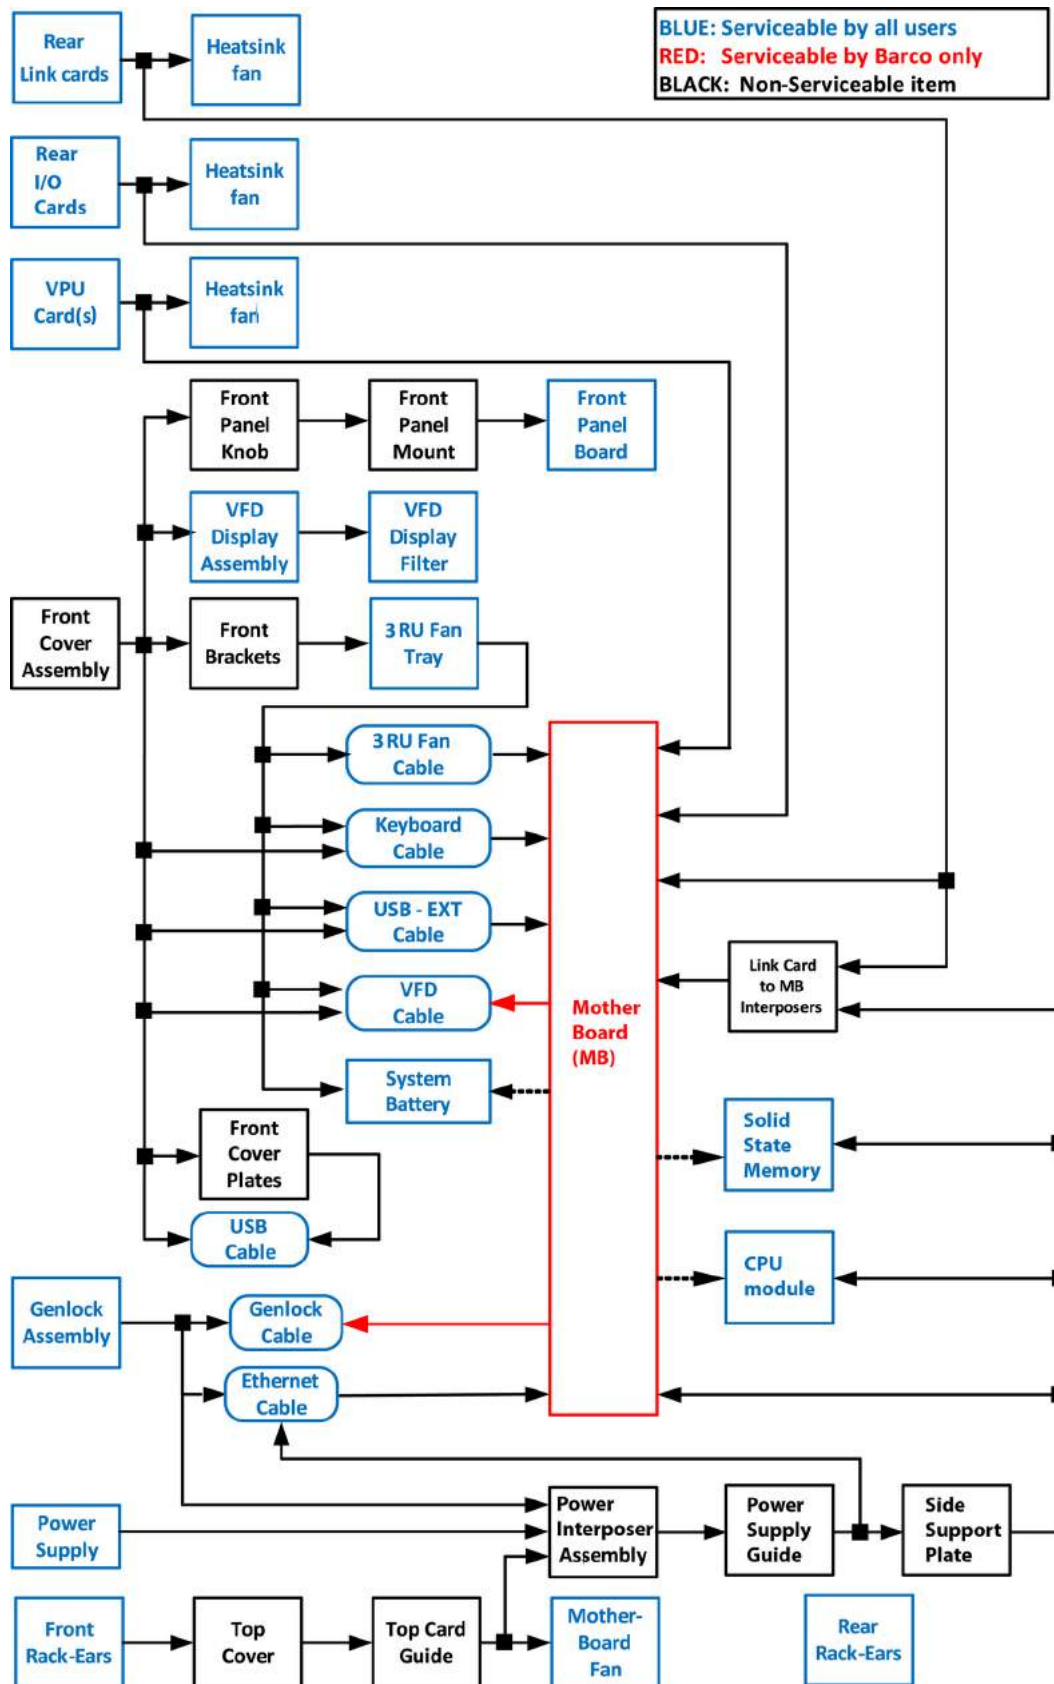 BLUE: Serviceable by all users
RED: Serviceable by Barco only
BLACK: Non-Serviceable item
Rear
Link cards
Heatsink
fan
Rear
I/O
Cards
Heatsink
fan
VPU
Card(s)
Heatsink
fan
Front
Panel
Knob
Front
Panel
Mount
Front
Panel
Board
VFD
Display
Assembly
VFD
Display
Filter
Front
Cover
Assembly
Front
Brackets
3RU Fan
Tray
3RU Fan
Cable
Keyboard
Cable
USB - EXT
Cable
VFD
Cable
System
Battery
Mother
Board
(MB)
Link Card
to MB
Interposers
Solid
State
Memory
CPU
module
Front
Cover
Plates
USB
Cable
Genlock
Assembly
Genlock
Cable
Ethernet
Cable
Power
Supply
Power
Interposer
Assembly
Power
Supply
Guide
Side
Support
Plate
Front
Rack-Ears
Top
Cover
Top Card
Guide
Mother-
Board
Fan
Rear
Rack-Ears